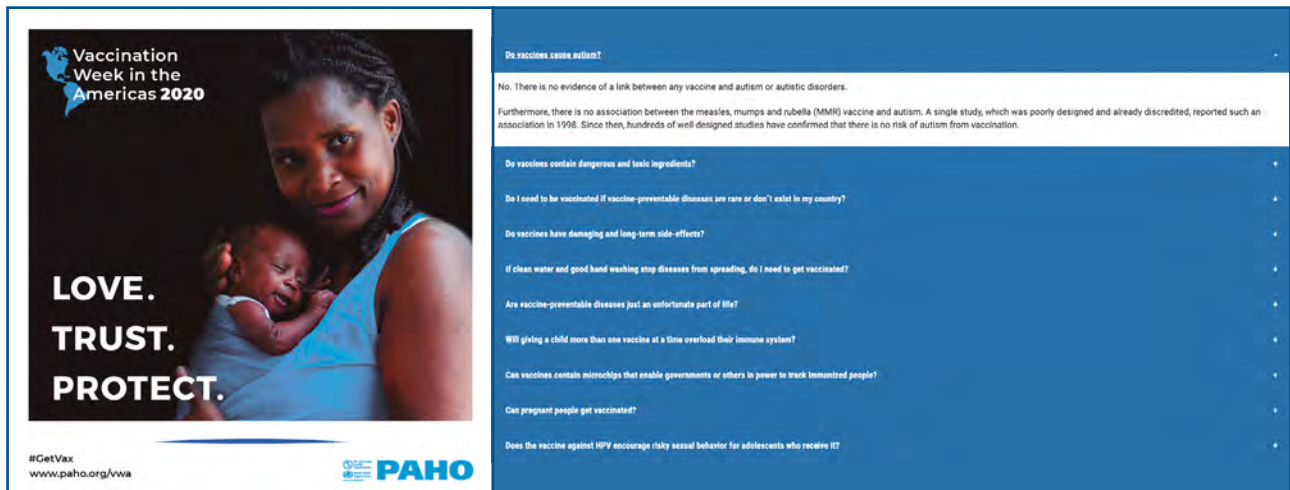 Vaccination
Week in the
Americas 2020
LOVE.
TRUST.
PROTECT.
#GetVax
www.paho.org/vwa
PAHO
Do vaccines cause autism?
No. There is no evidence of a link between any vaccine and autism or autistic disorders.
Furthermore, there is no association between the measles, mumps and rubella (MMR) vaccine and autism. A single study, which was poorly designed and already discredited, reported such an
association in 1998. Since then, hundreds of well-designed studies have confirmed that there is no risk of autism from vaccination.
Do vaccines contain dangerous and toxic ingredients?
Do I need to be vaccinated if vaccine-preventable diseases are rare or don't exist in my country?
Do vaccines have damaging and long-term side-effects?
If clean water and good hand washing stop diseases from spreading, do I need to get vaccinated?
Are vaccine-preventable diseases just an unfortunate part of life?
Will giving a child more than one vaccine at a time overload their immune system?
Can vaccines contain microchips that enable governments or others in power to track immunized people?
Can pregnant people get vaccinated?
Does the vaccine against HPV encourage risky sexual behavior for adolescents who receive it?